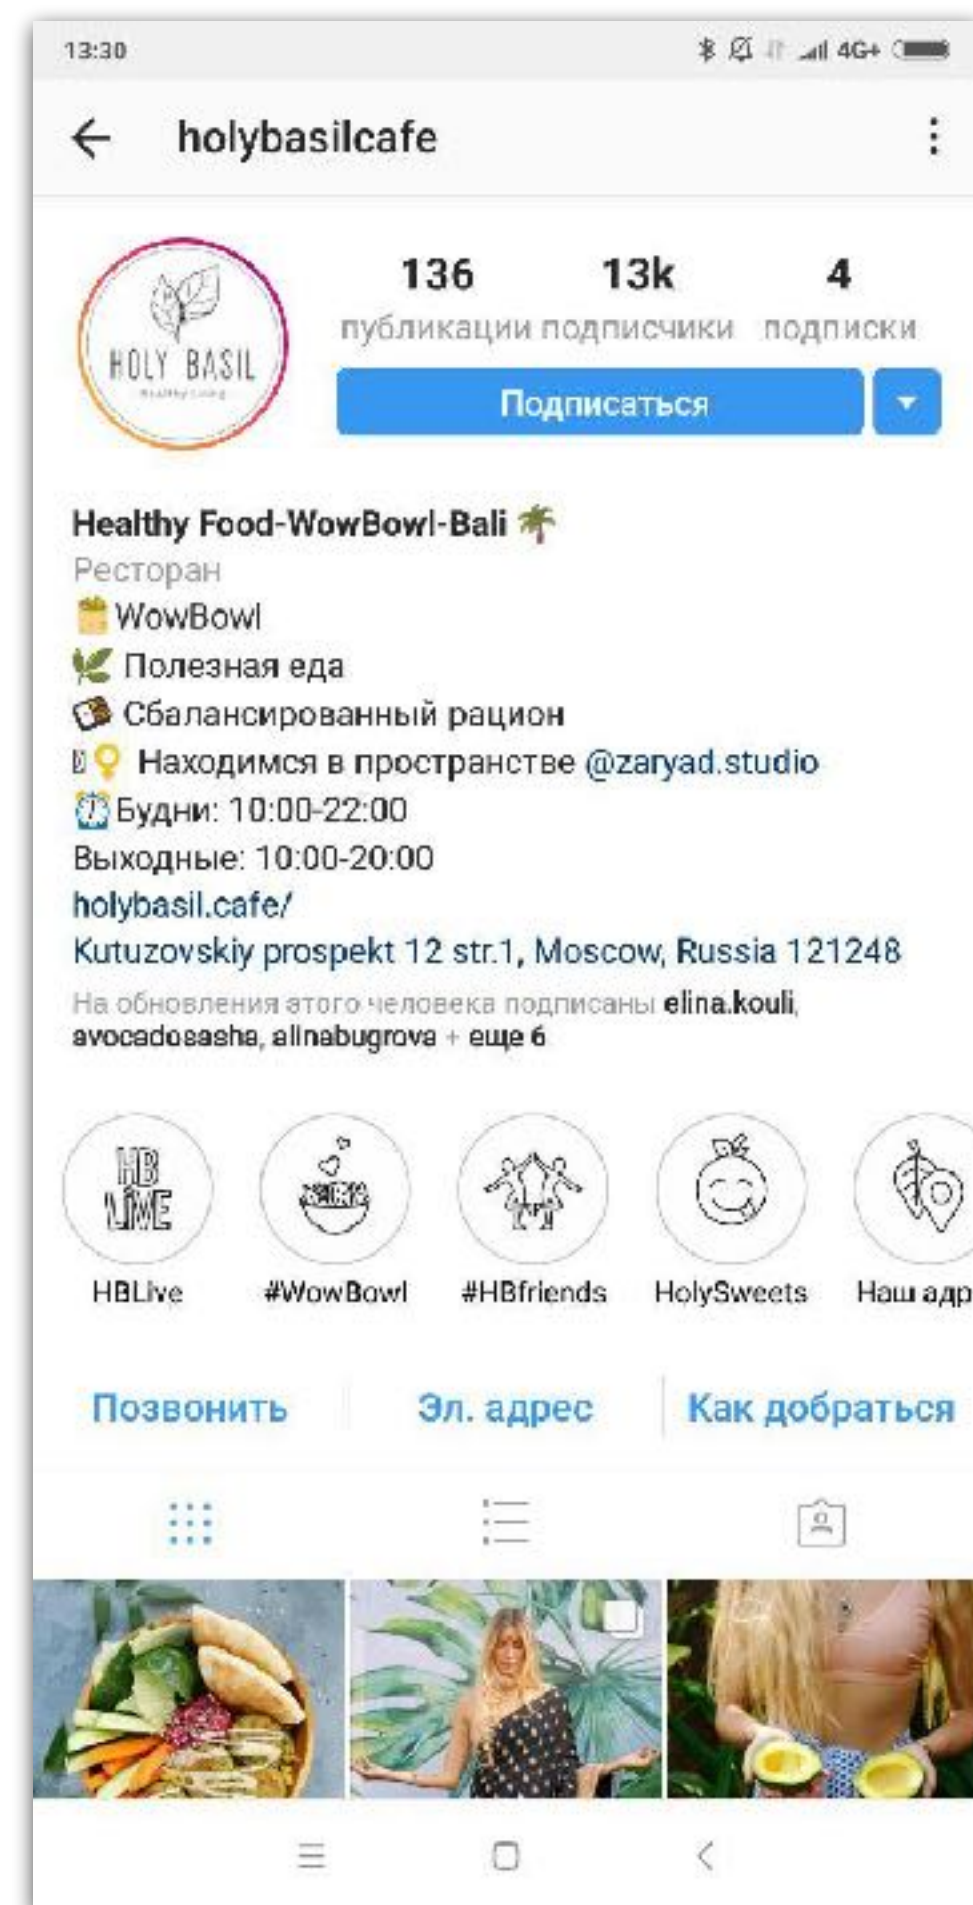 13:30
4G+
holybasilcafe
136 13k 4
публикации подписчики подписки
HOLY BASIL
Подписаться
Healthy Food-WowBowl-Bali 🌴
Ресторан
WowBowl
🌿 Полезная еда
Сбалансированный рацион
♀ Находимся в пространстве @zaryad.studio
⏰ Будни: 10:00-22:00
Выходные: 10:00-20:00
holybasil.cafe/
Kutuzovskiy prospekt 12 str.1, Moscow, Russia 121248
На обновления этого человека подписаны elina.kouli,
avocadosasha, alinabugrova + еще 6
HB
LIVE
HBLive #WowBowl #HBfriends HolySweets Наш адр
Позвонить Эл. адрес Как добраться